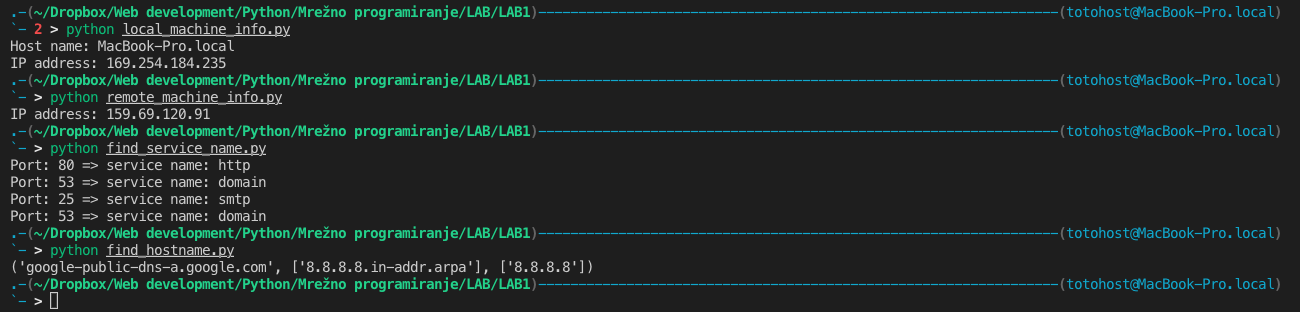 .-(~/Dropbox/Web development/Python/Mrežno programiranje/LAB/LAB1)-----------------------------------------------------------------(totohost@MacBook-Pro.local)
`- 2 > python local_machine_info.py
Host name: MacBook-Pro.local
IP address: 169.254.184.235
.-(~/Dropbox/Web development/Python/Mrežno programiranje/LAB/LAB1)-----------------------------------------------------------------(totohost@MacBook-Pro.local)
`- > python remote_machine_info.py
IP address: 159.69.120.91
.-(~/Dropbox/Web development/Python/Mrežno programiranje/LAB/LAB1)-----------------------------------------------------------------(totohost@MacBook-Pro.local)
`- > python find_service_name.py
Port: 80 => service name: http
Port: 53 => service name: domain
Port: 25 => service name: smtp
Port: 53 => service name: domain
.-(~/Dropbox/Web development/Python/Mrežno programiranje/LAB/LAB1)-----------------------------------------------------------------(totohost@MacBook-Pro.local)
`- > python find_hostname.py
('google-public-dns-a.google.com', ['8.8.8.8.in-addr.arpa'], ['8.8.8.8'])
.-(~/Dropbox/Web development/Python/Mrežno programiranje/LAB/LAB1)-----------------------------------------------------------------(totohost@MacBook-Pro.local)
`- >